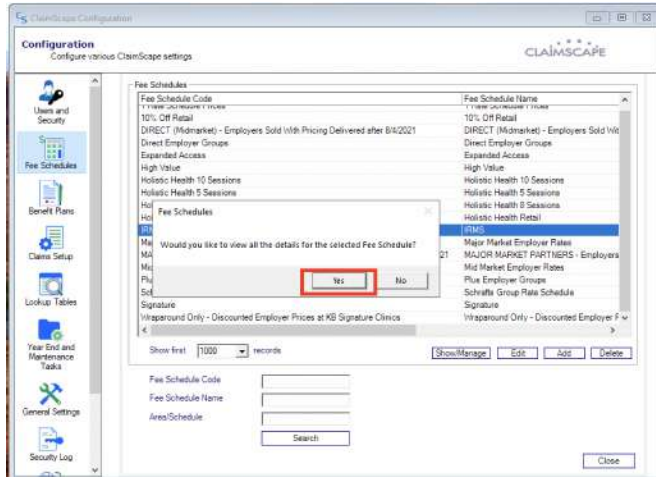 ClaimScape Configuration
Configuration
Configure various ClaimScape settings
CLAIMSCAPE
Users and Security
Fee Schedules
Benefit Plans
Claims Setup
Lookup Tables
Year End and Maintenance Tasks
General Settings
Security Log
Fee Schedules
Fee Schedule Code Fee Schedule Name
10% Off Retail 10% Off Retail
DIRECT (Midmarket) - Employers Sold With Pricing Delivered after 8/4/2021 DIRECT (Midmarket) - Employers Sold Wit
Direct Employer Groups Direct Employer Groups
Expanded Access Expanded Access
High Value High Value
Holistic Health 10 Sessions Holistic Health 10 Sessions
Holistic Health 5 Sessions Holistic Health 5 Sessions
Hol Holistic Health 8 Sessions
Hol Holistic Health Retail
IRMS
Ma Major Market Employer Rates
MA 21 MAJOR MARKET PARTNERS - Employers
Mid Mid Market Employer Rates
Plu Plus Employer Groups
Sch Schrafts Group Rate Schedule
Signature Signature
Wraparound Only - Discounted Employer Prices at KB Signature Clinics Wraparound Only - Discounted Employer F
Fee Schedules
Would you like to view all the details for the selected Fee Schedule?
Yes No
Show first 1000 records
Show/Manage Edit Add Delete
Fee Schedule Code
Fee Schedule Name
Area/Schedule
Search
Close